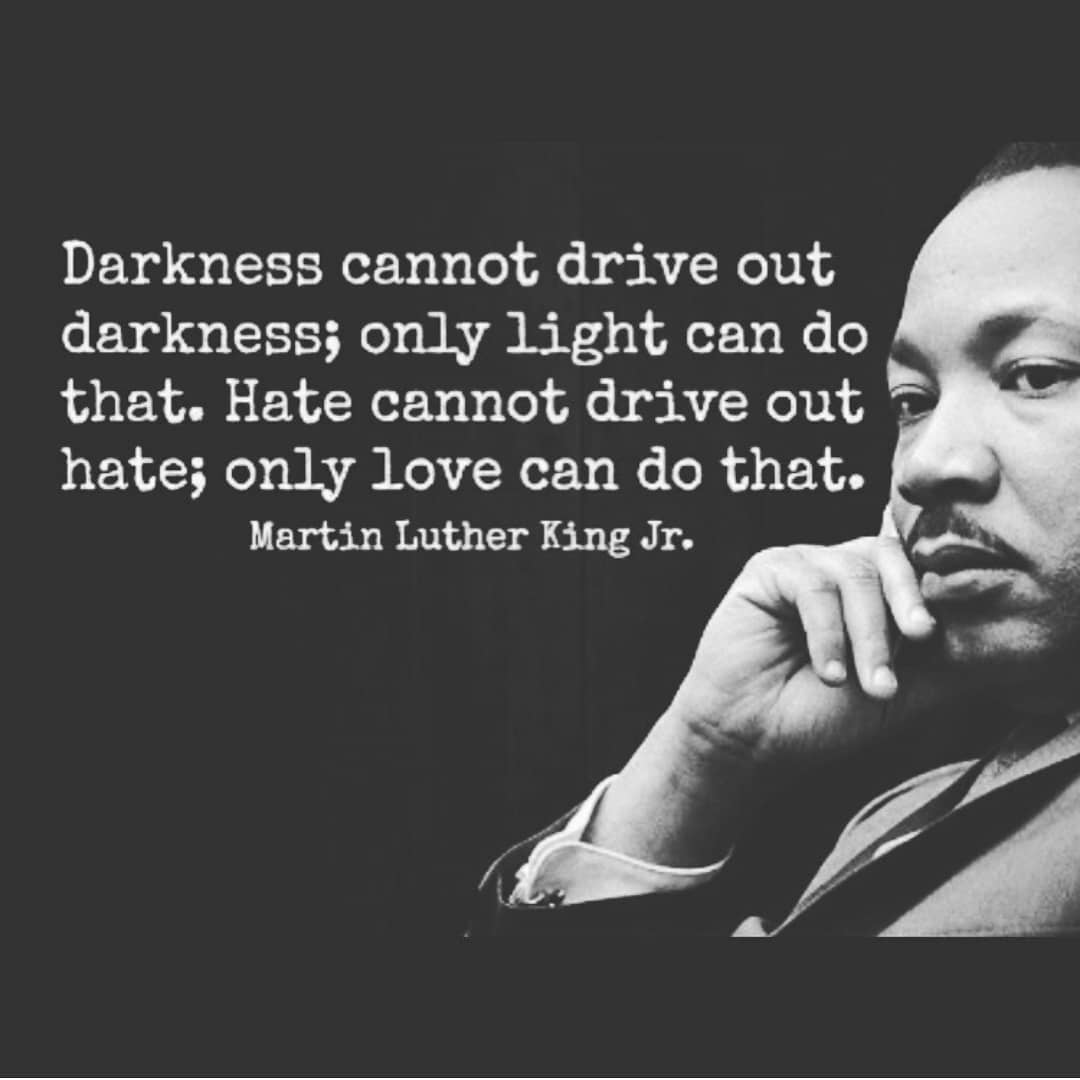 Darkness cannot drive out
darkness; only light can do
that. Hate cannot drive out
hate; only love can do that.
Martin Luther King Jr.